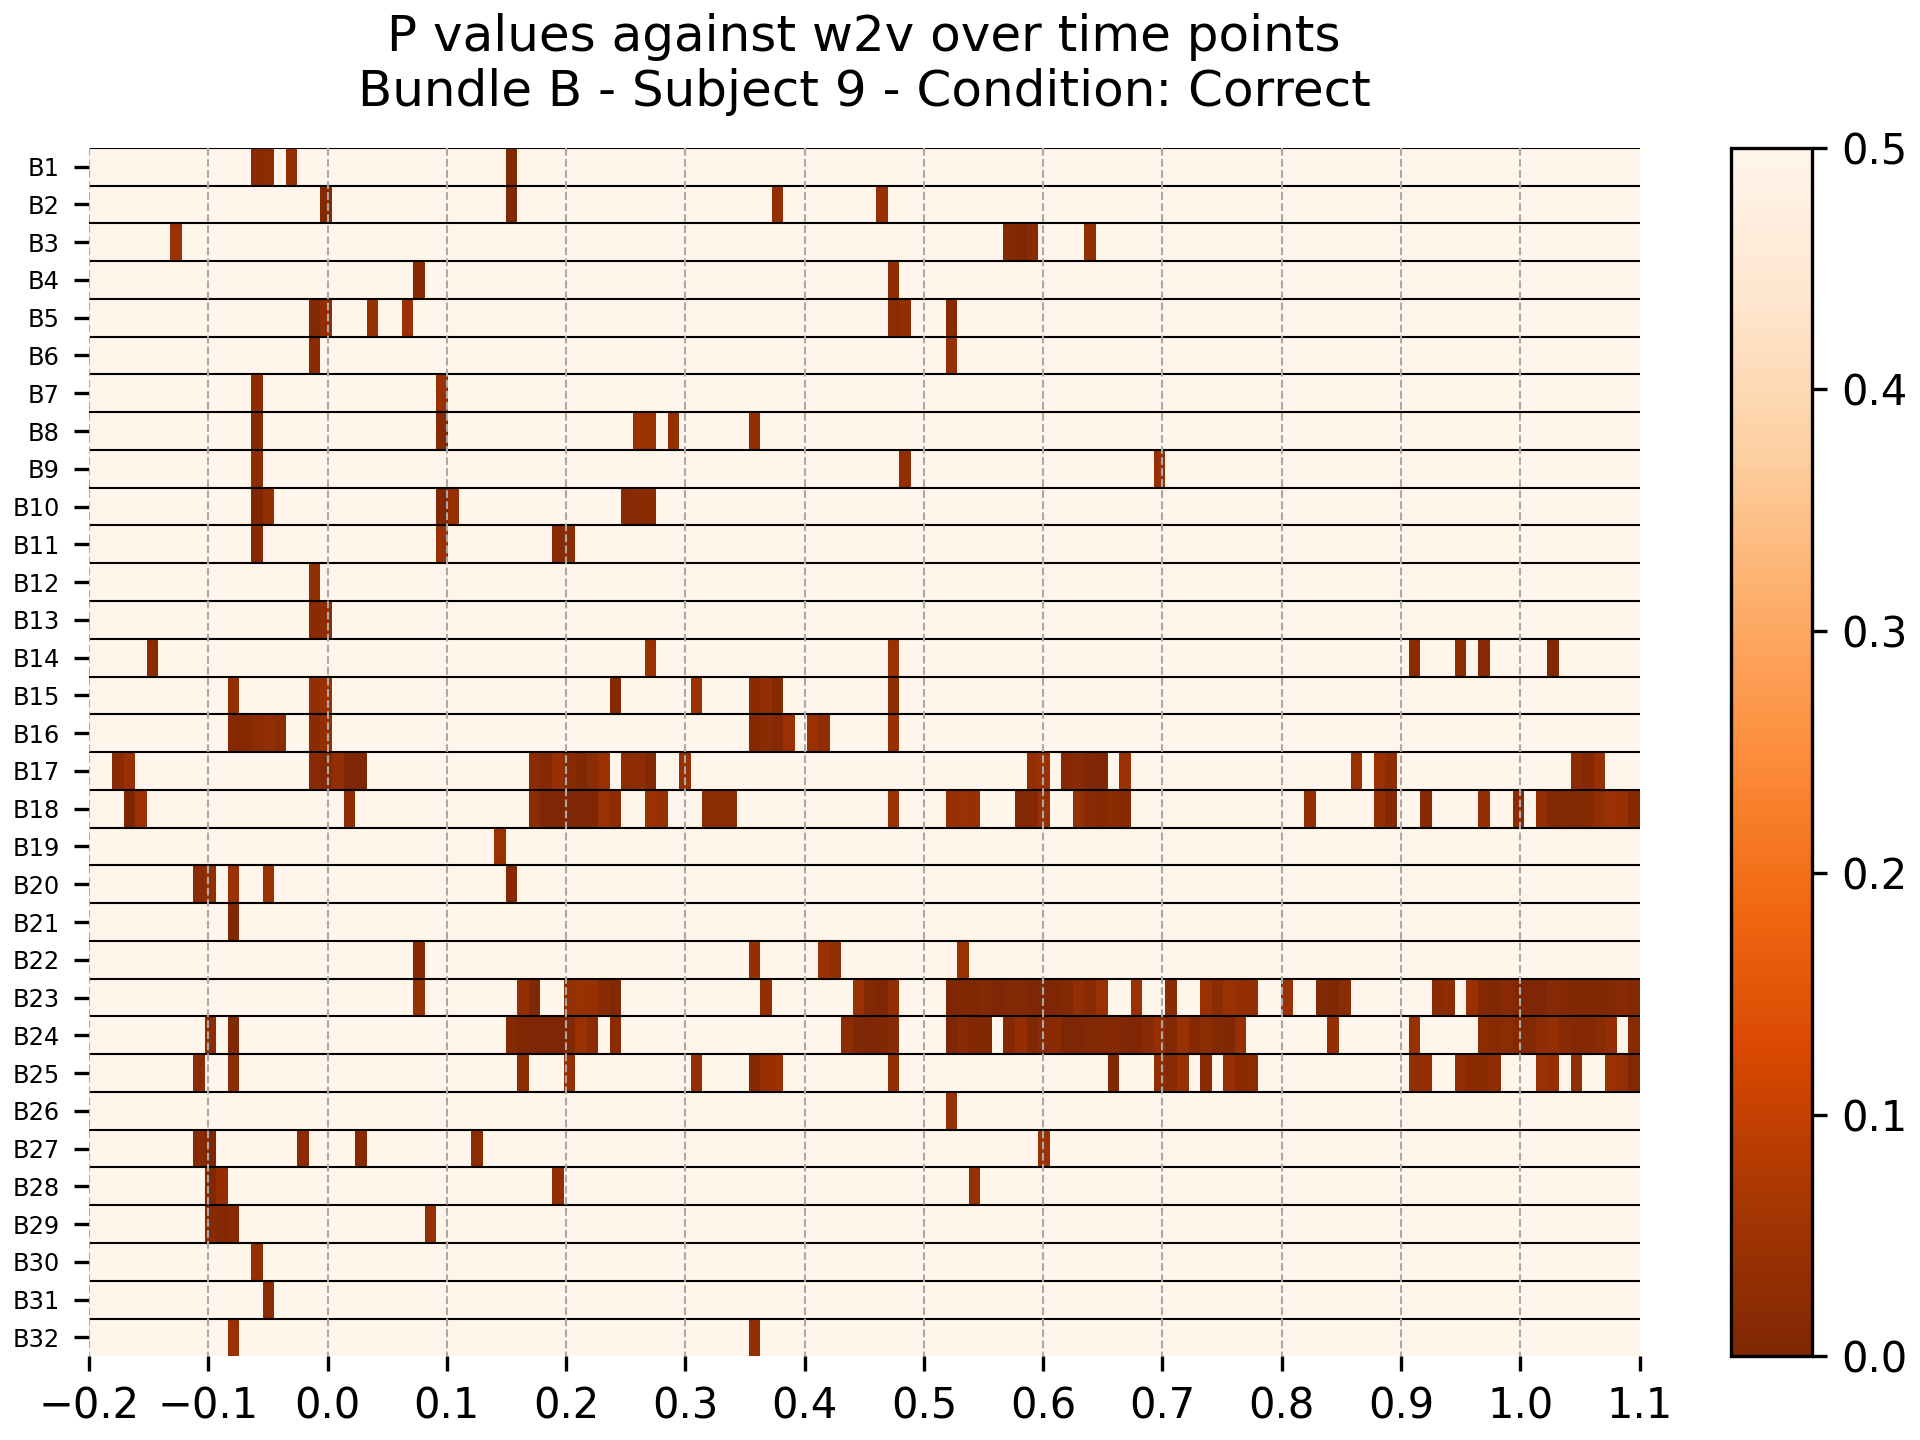 P values against w2v over time points
Bundle B - Subject 9 - Condition: Correct
B1
B2
B3
B4
B5
B6
B7
B8
B9
B10
B11
B12
B13
B14
B15
B16
B17
B18
B19
B20
B21
B22
B23
B24
B25
B26
B27
B28
B29
B30
B31
B32
−0.2 −0.1 0.0 0.1 0.2 0.3 0.4 0.5 0.6 0.7 0.8 0.9 1.0 1.1
0.5
0.4
0.3
0.2
0.1
0.0